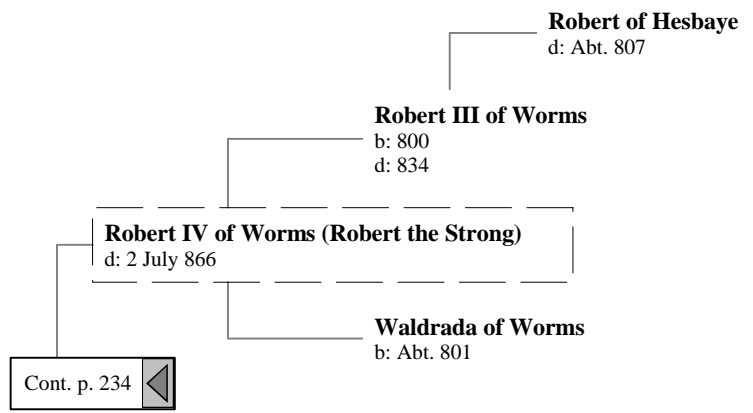 Robert of Hesbaye
d: Abt. 807
Robert III of Worms
b: 800
d: 834
Robert IV of Worms (Robert the Strong)
d: 2 July 866
Waldrada of Worms
b: Abt. 801
Cont. p. 234